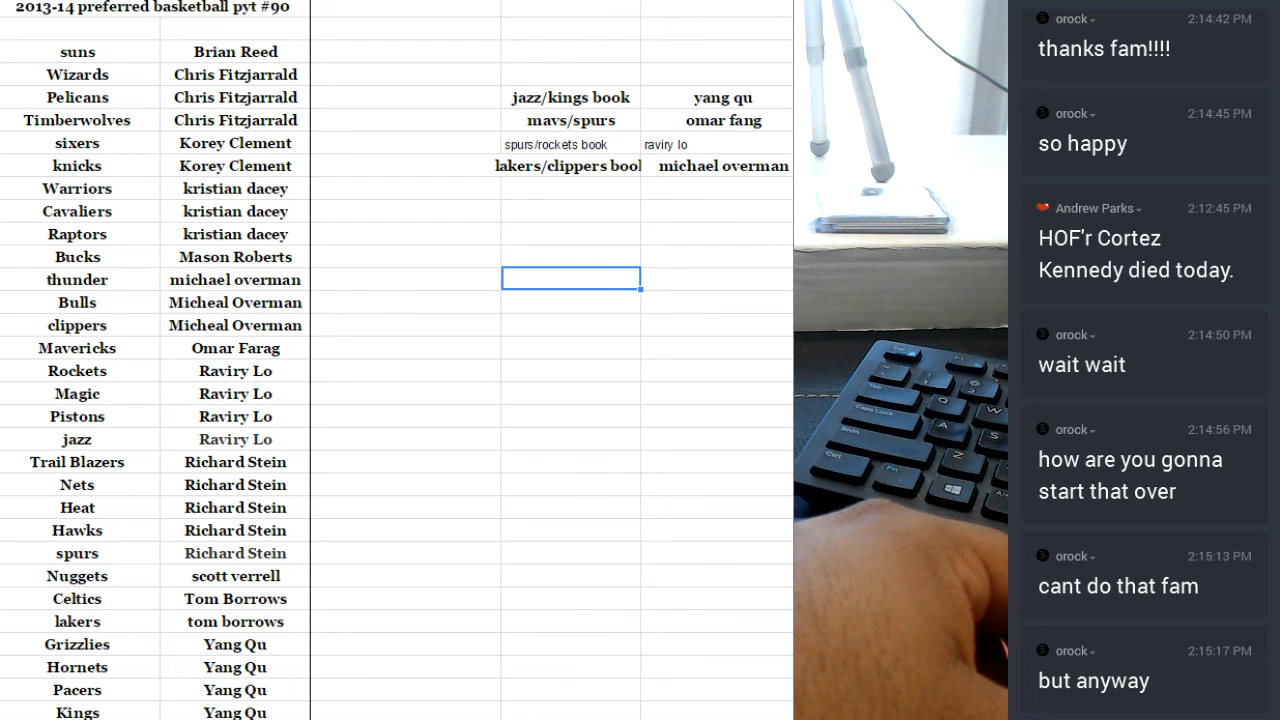 2013-14 preferred basketball pyt #90
suns Brian Reed
Wizards Chris Fitzjarrald
Pelicans Chris Fitzjarrald
Timberwolves Chris Fitzjarrald
sixers Korey Clement
knicks Korey Clement
Warriors kristian dacey
Cavaliers kristian dacey
Raptors kristian dacey
Bucks Mason Roberts
thunder michael overman
Bulls Micheal Overman
clippers Micheal Overman
Mavericks Omar Farag
Rockets Raviry Lo
Magic Raviry Lo
Pistons Raviry Lo
jazz Raviry Lo
Trail Blazers Richard Stein
Nets Richard Stein
Heat Richard Stein
Hawks Richard Stein
spurs Richard Stein
Nuggets scott verrell
Celtics Tom Borrows
lakers tom borrows
Grizzlies Yang Qu
Hornets Yang Qu
Pacers Yang Qu
Kings Yang Qu
jazz/kings book yang qu
mavs/spurs omar fang
spurs/rockets book raviry lo
lakers/clippers book michael overman
Tab
Caps Lock
Shift
Ctrl
Fn
Q
W
A
S
Z
Alt
orock 2:14:42 PM
thanks fam!!!!
orock 2:14:45 PM
so happy
Andrew Parks 2:12:45 PM
HOF'r Cortez
Kennedy died today.
orock 2:14:50 PM
wait wait
orock 2:14:56 PM
how are you gonna
start that over
orock 2:15:13 PM
cant do that fam
orock 2:15:17 PM
but anyway